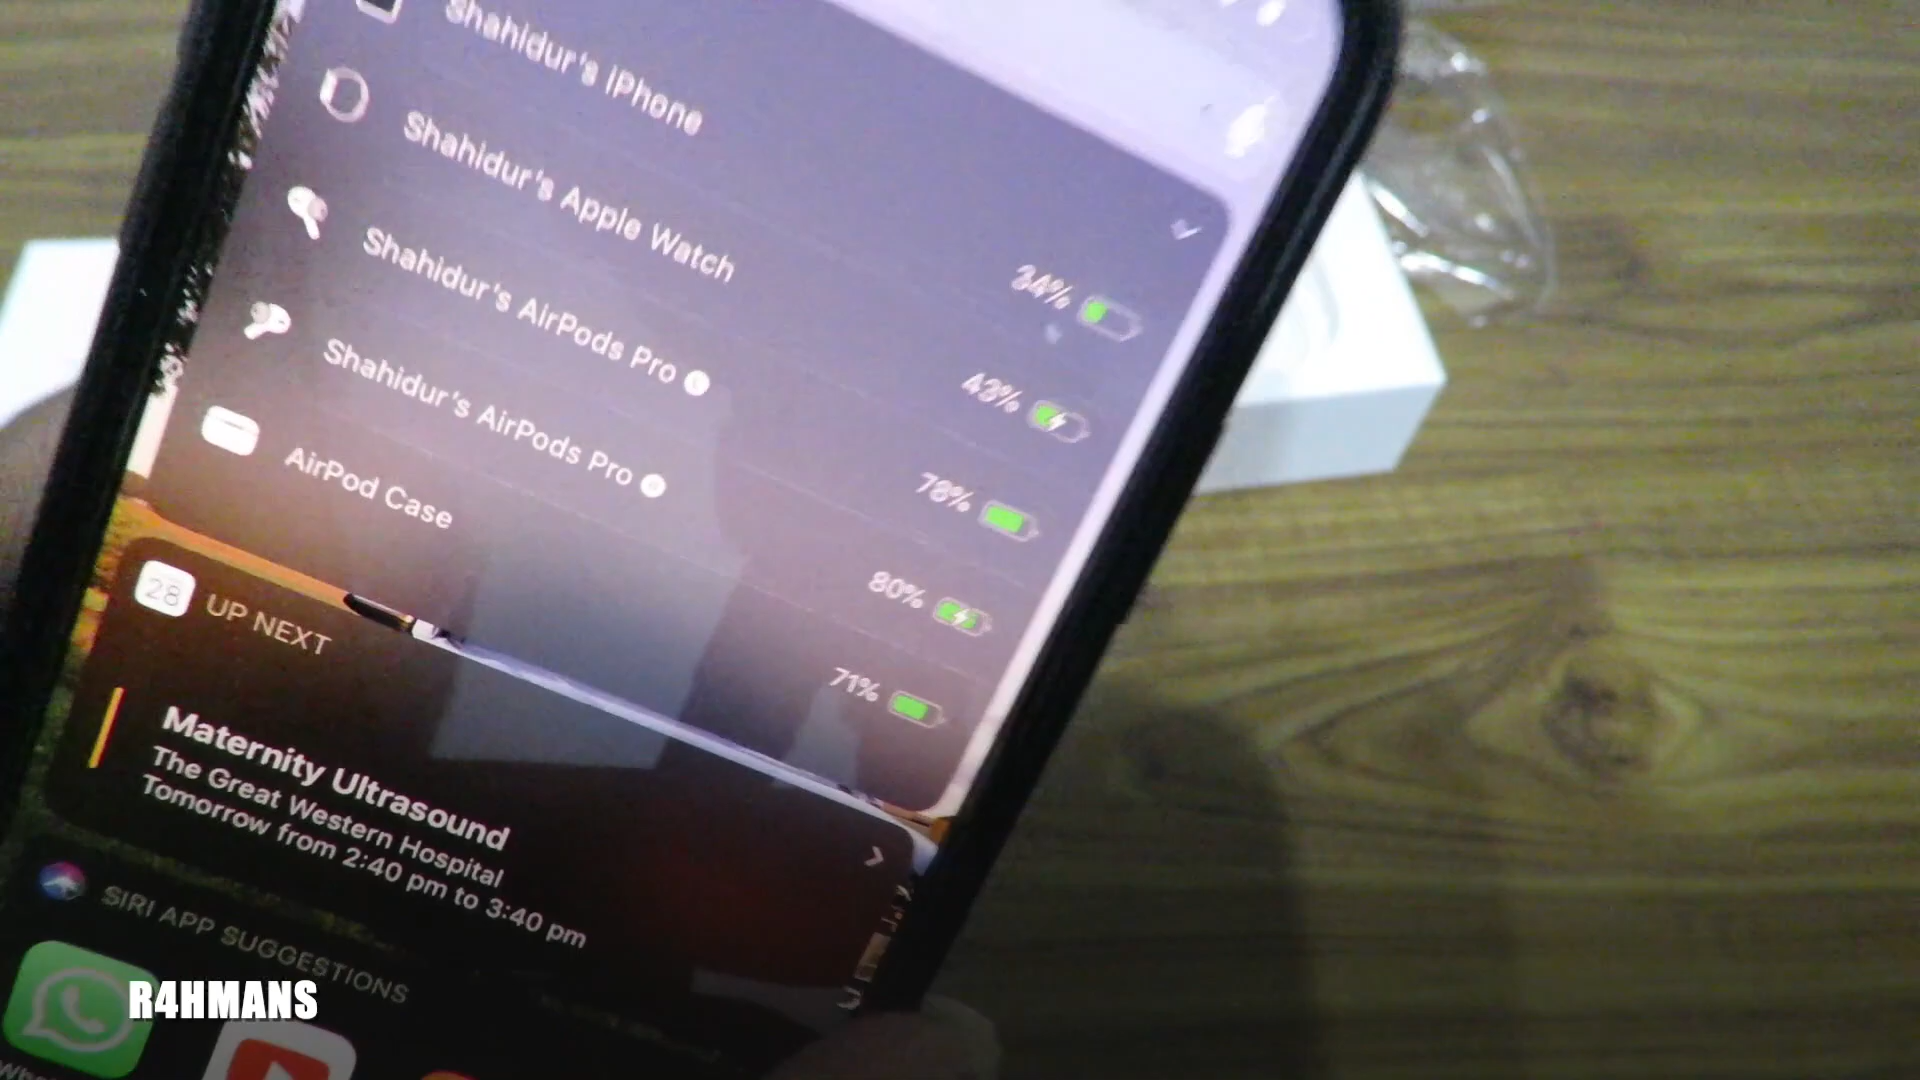 Shahidur's iPhone
34%
Shahidur's Apple Watch
43%
Shahidur's AirPods Pro
78%
Shahidur's AirPods Pro
80%
AirPod Case
71%
28
UP NEXT
Maternity Ultrasound
The Great Western Hospital
Tomorrow from 2:40 pm to 3:40 pm
SIRI APP SUGGESTIONS
R4HMANS